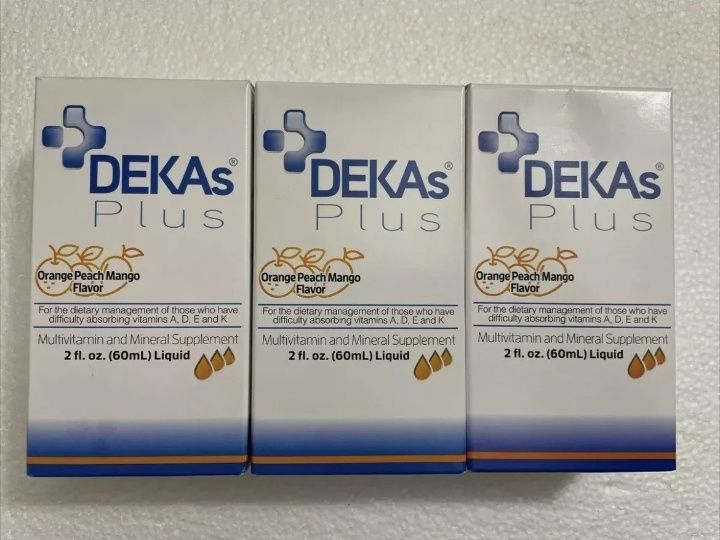 DEKAs®
Plus
Orange Peach Mango
Flavor
For the dietary management of those who have
difficulty absorbing vitamins A, D, E and K
Multivitamin and Mineral Supplement
2 fl. oz. (60mL) Liquid
DEKAs®
Plus
Orange Peach Mango
Flavor
For the dietary management of those who have
difficulty absorbing vitamins A, D, E and K
Multivitamin and Mineral Supplement
2 fl. oz. (60mL) Liquid
DEKAs®
Plus
Orange Peach Mango
Flavor
For the dietary management of those who have
difficulty absorbing vitamins A, D, E and K
Multivitamin and Mineral Supplement
2 fl. oz. (60mL) Liquid